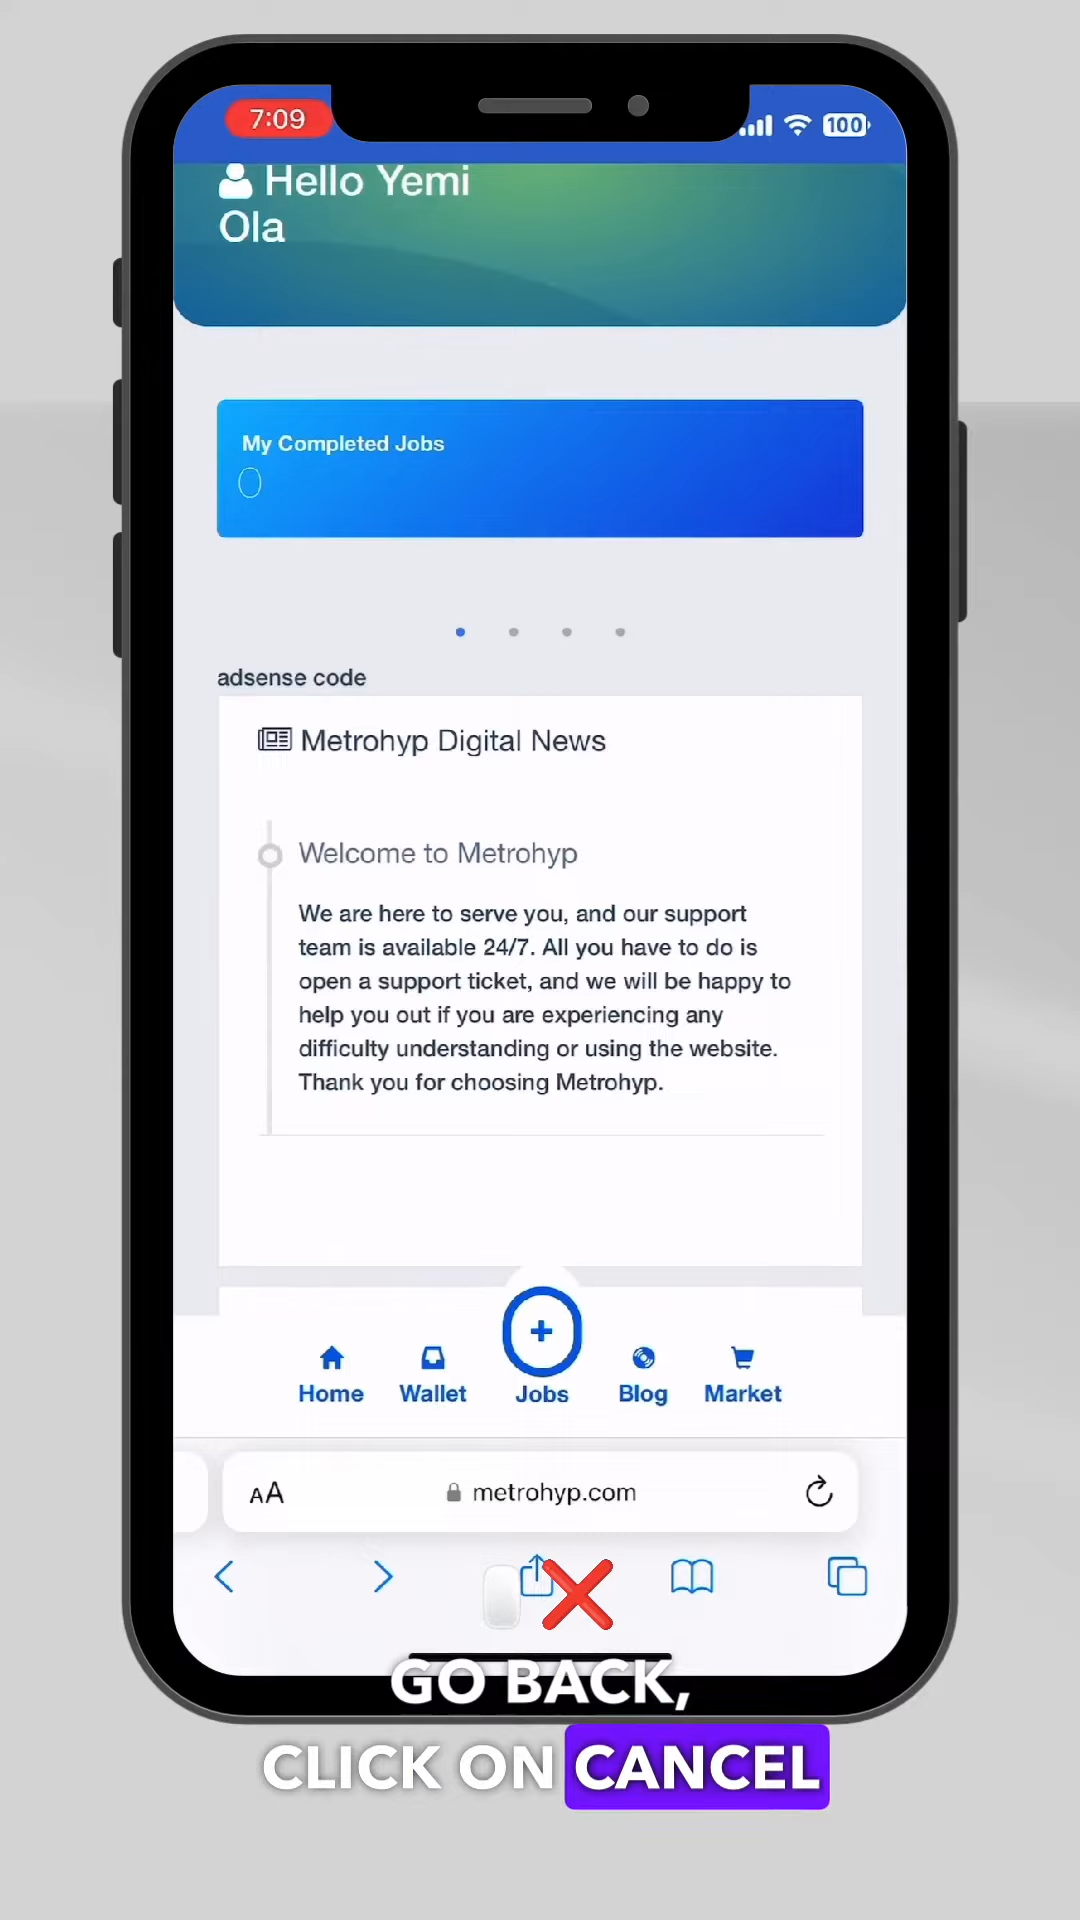 7:09
100
Hello Yemi
Ola
My Completed Jobs
0
adsense code
Metrohyp Digital News
Welcome to Metrohyp
We are here to serve you, and our support
team is available 24/7. All you have to do is
open a support ticket, and we will be happy to
help you out if you are experiencing any
difficulty understanding or using the website.
Thank you for choosing Metrohyp.
Home Wallet Jobs Blog Market
AA metrohyp.com
GO BACK,
CLICK ON CANCEL